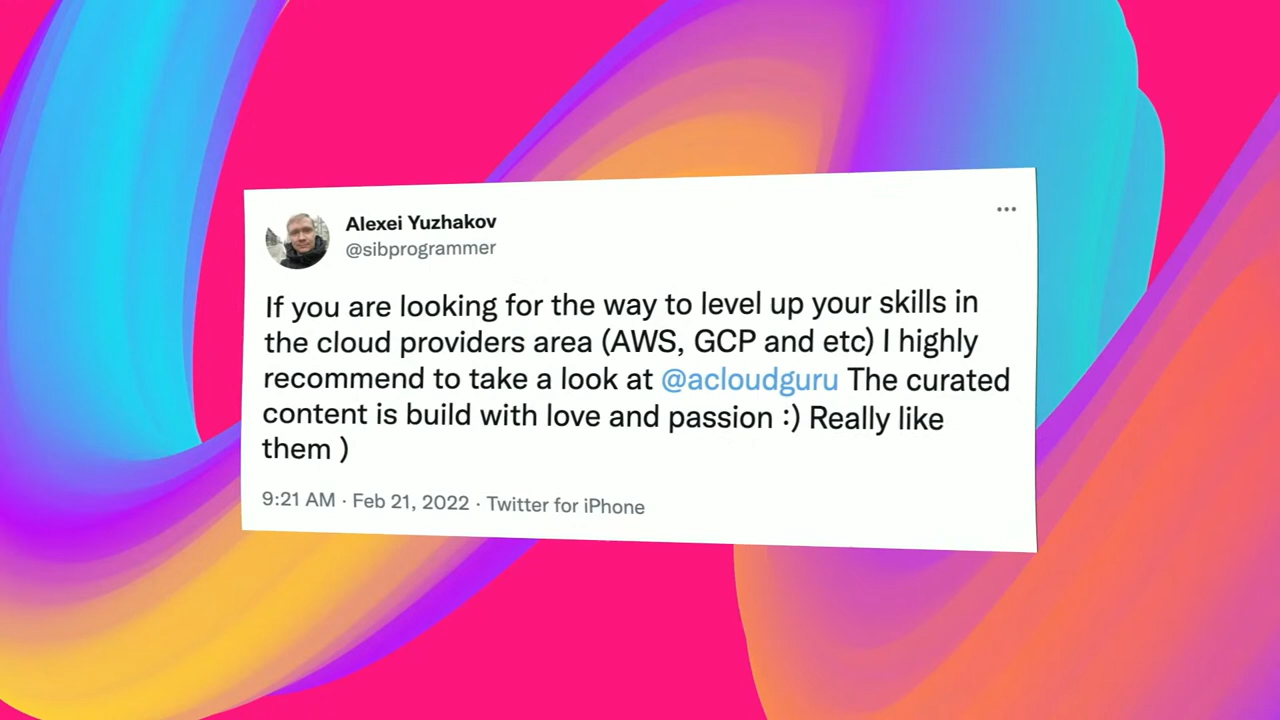 Alexei Yuzhakov
@sibprogrammer
If you are looking for the way to level up your skills in
the cloud providers area (AWS, GCP and etc) I highly
recommend to take a look at @acloudguru The curated
content is build with love and passion :) Really like
them )
9:21 AM · Feb 21, 2022 · Twitter for iPhone